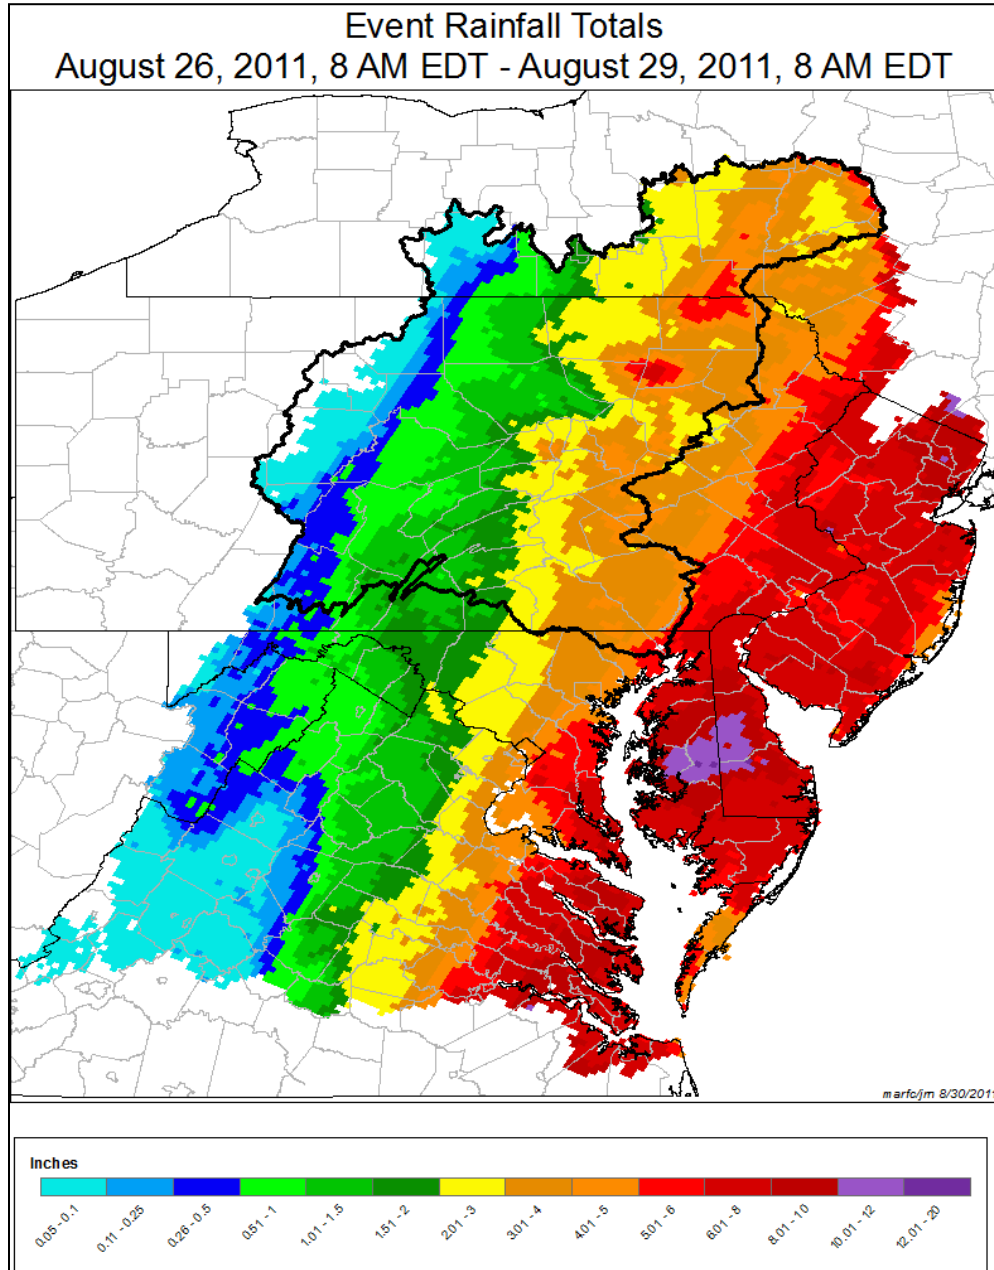 Event Rainfall Totals
August 26, 2011, 8 AM EDT - August 29, 2011, 8 AM EDT
marfc/jm 8/30/2011
Inches
0.05 - 0.1
0.11 - 0.25
0.26 - 0.5
0.51 - 1
1.01 - 1.5
1.51 - 2
2.01 - 3
3.01 - 4
4.01 - 5
5.01 - 6
6.01 - 8
8.01 - 10
10.01 - 12
12.01 - 20